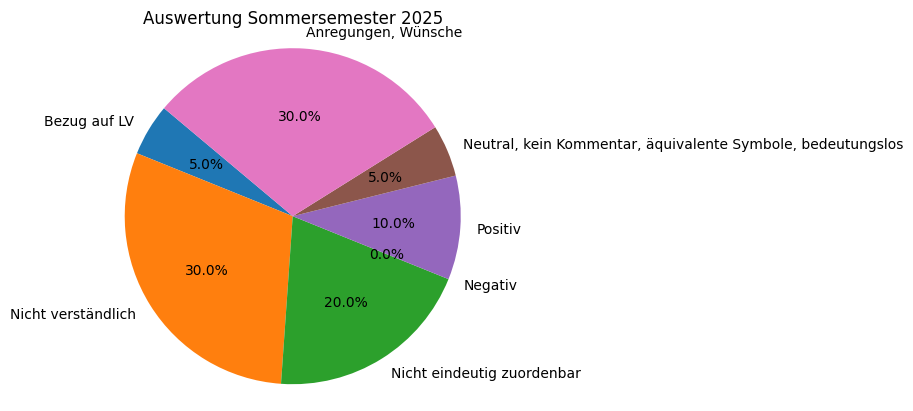 Auswertung Sommersemester 2025
Anregungen, Wünsche
30.0%
Bezug auf LV
5.0%
Neutral, kein Kommentar, äquivalente Symbole, bedeutungslos
5.0%
10.0%
Positiv
0.0%
Negativ
30.0%
Nicht verständlich
20.0%
Nicht eindeutig zuordenbar